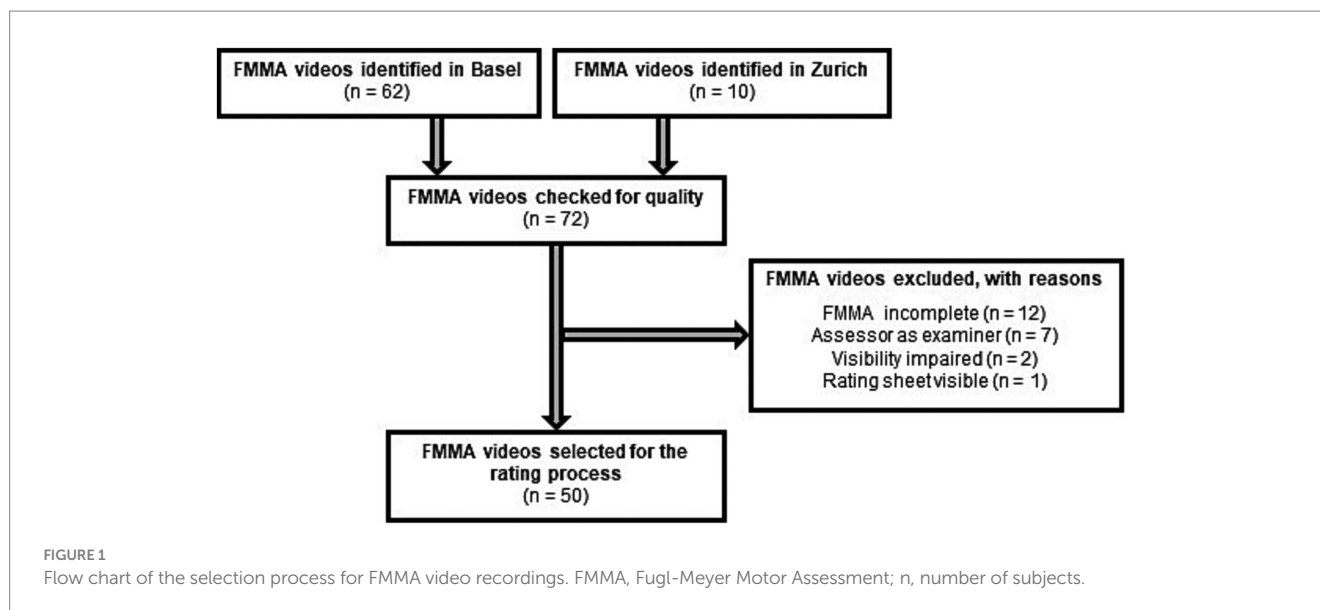 FMMA videos identified in Basel
(n = 62)
FMMA videos identified in Zurich
(n = 10)
FMMA videos checked for quality
(n = 72)
FMMA videos excluded, with reasons
FMMA incomplete (n = 12)
Assessor as examiner (n = 7)
Visibility impaired (n = 2)
Rating sheet visible (n = 1)
FMMA videos selected for the
rating process
(n = 50)
FIGURE 1
Flow chart of the selection process for FMMA video recordings. FMMA, Fugl-Meyer Motor Assessment; n, number of subjects.